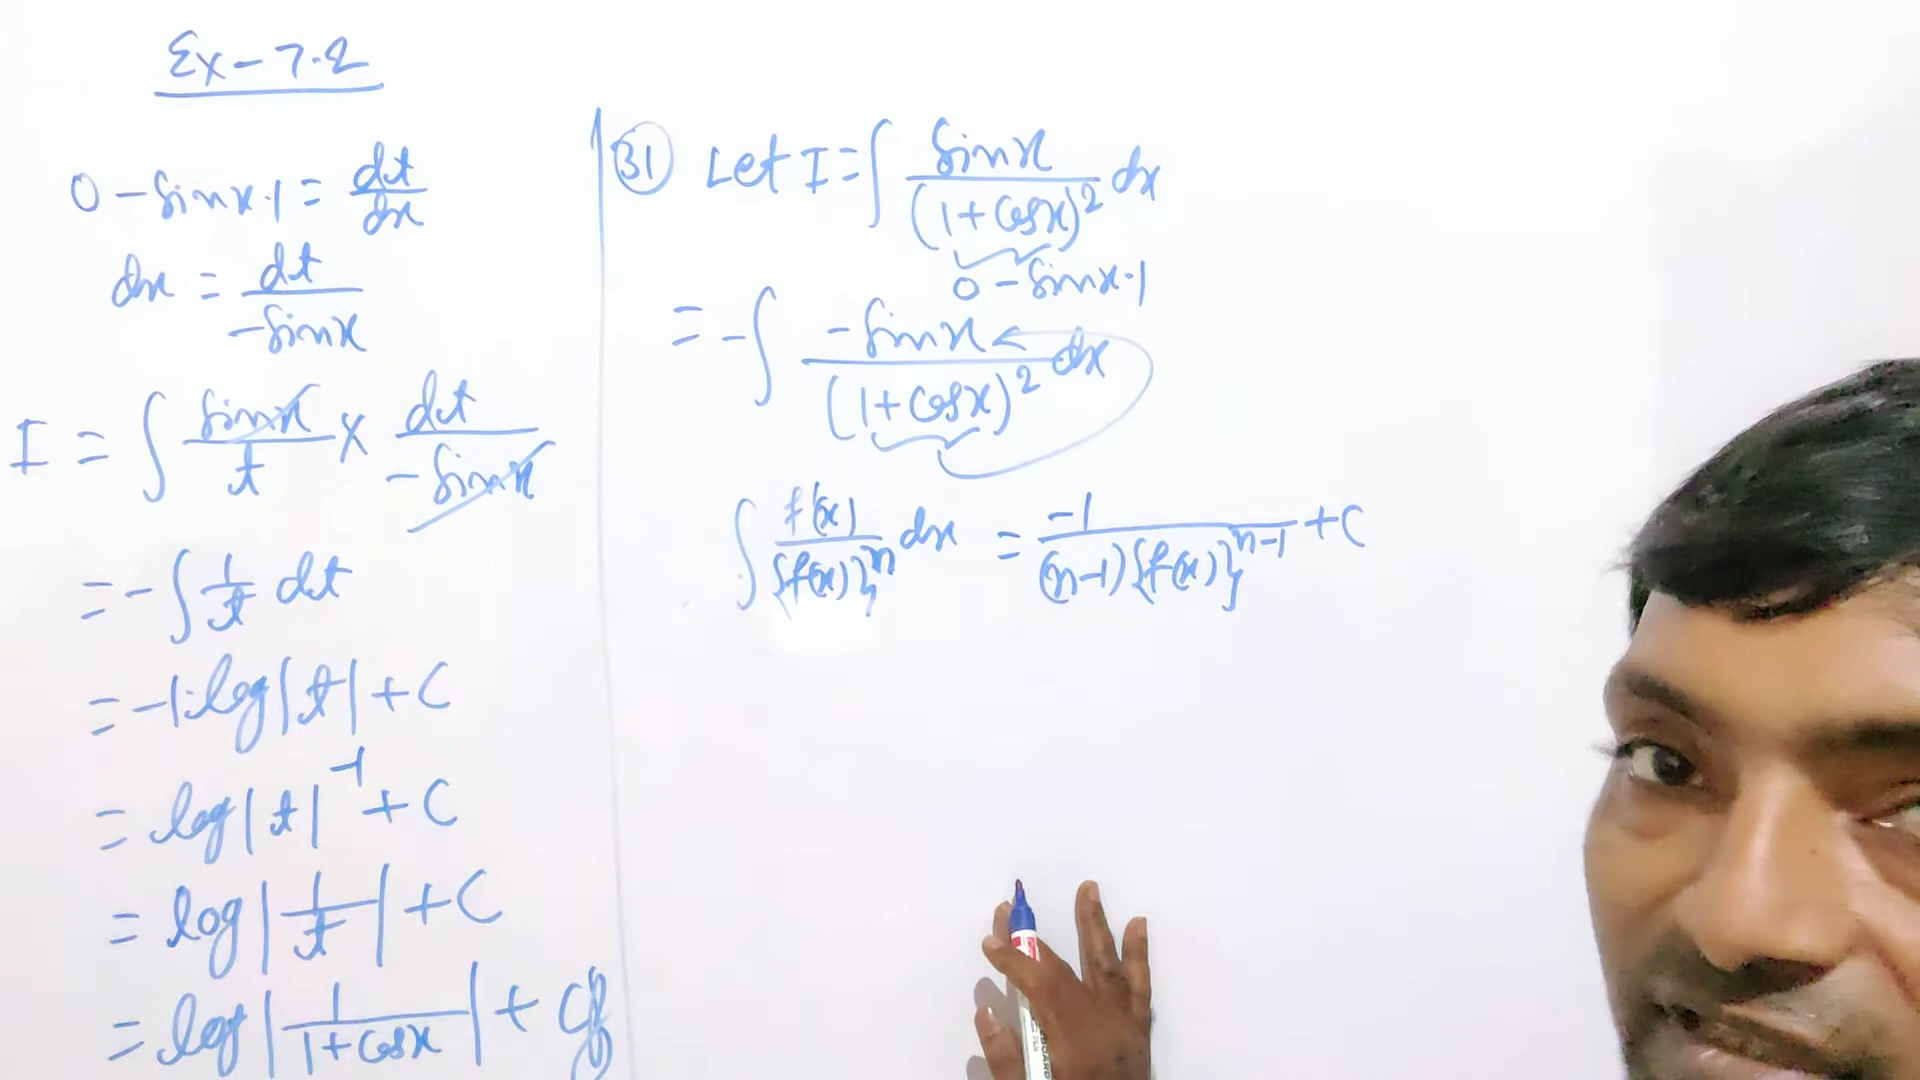 Ex-7.2
0 - sinx.1 = dt/dx
dx = dt/-sinx
I = ∫ sinx/t × dt/-sinx
= -∫ 1/t dt
= -1.log|t| + C
= log|t|^-1 + C
= log|1/t| + C
= log|1/1+cosx| + C
(31) Let I = ∫ sinx/(1+cosx)^2 dx
0 - sinx.1
= -∫ -sinx/(1+cosx)^2 dx
∫ f'(x)/{f(x)}^n dx = -1/(n-1){f(x)}^n-1 + C